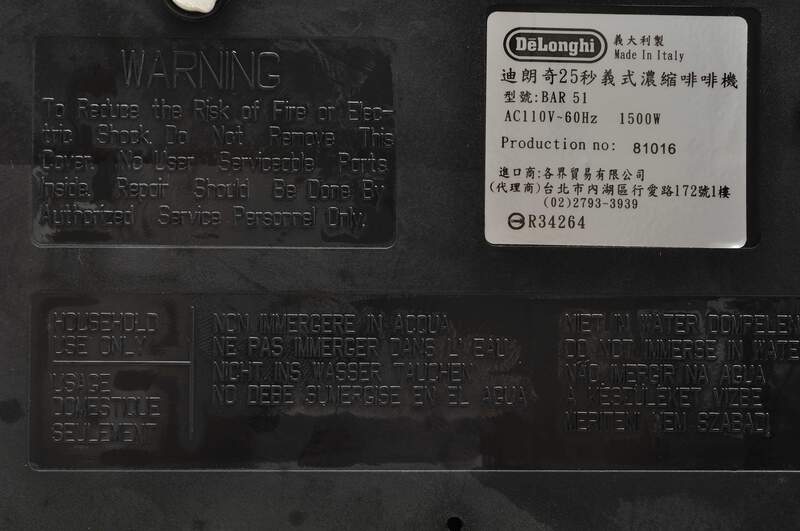 WARNING
To Reduce the Risk of Fire or Elec-
tric Shock. Do Not Remove This
Cover. No User Serviceable Parts
Inside. Repair Should Be Done By
Authorized Service Personnel Only.
DeLonghi
義大利製
Made In Italy
迪朗奇25秒義式濃縮啡啡機
型號:BAR 51
AC110V~60Hz 1500W
Production no: 81016
進口商:各界貿易有限公司
(代理商)台北市內湖區行愛路172號1樓
(02)2793-3939
R34264
HOUSEHOLD
USE ONLY
USAGE
DOMESTIQUE
SEULEMENT
NON IMMERGERE IN ACQUA
NE PAS IMMERGER DANS L'EAU
NICHT INS WASSER TAUCHEN
NO DEBE SUMERGISE EN EL AGUA
NIET IN WATER DOMPELEN
DO NOT IMMERSE IN WATE
NÃO IMERGIR NA AGUA
A KÉSÜLÉKET VIZBE
MERITENI NEM SZABAD!